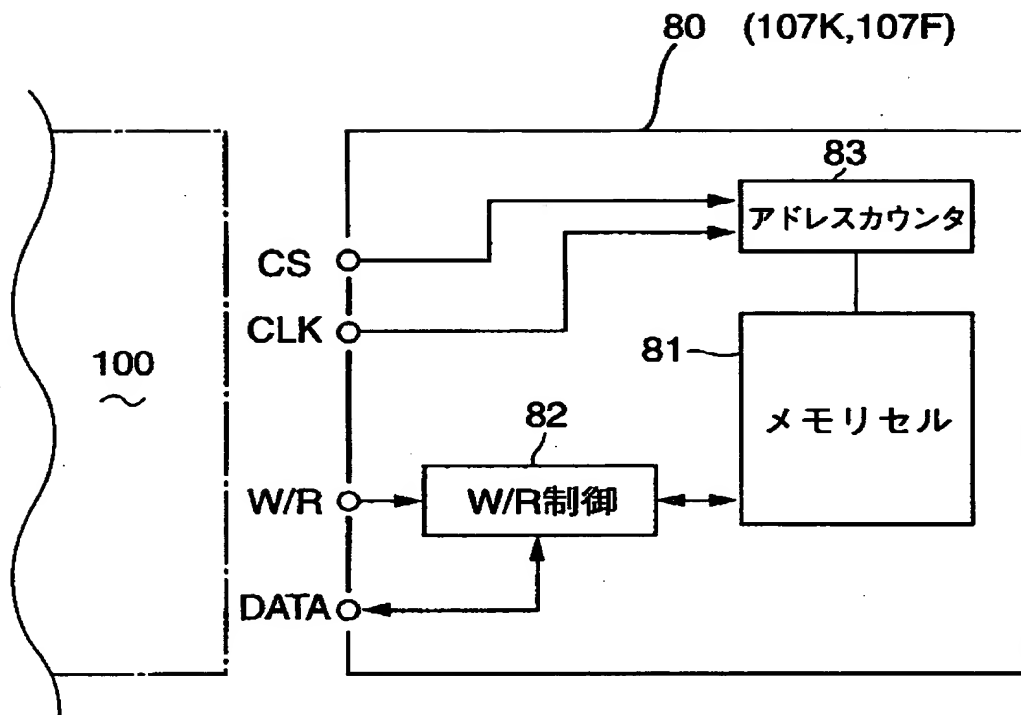 80 (107K,107F)
83
アドレスカウンタ
CS
CLK
81
100
メモリセル
82
W/R
W/R制御
DATA